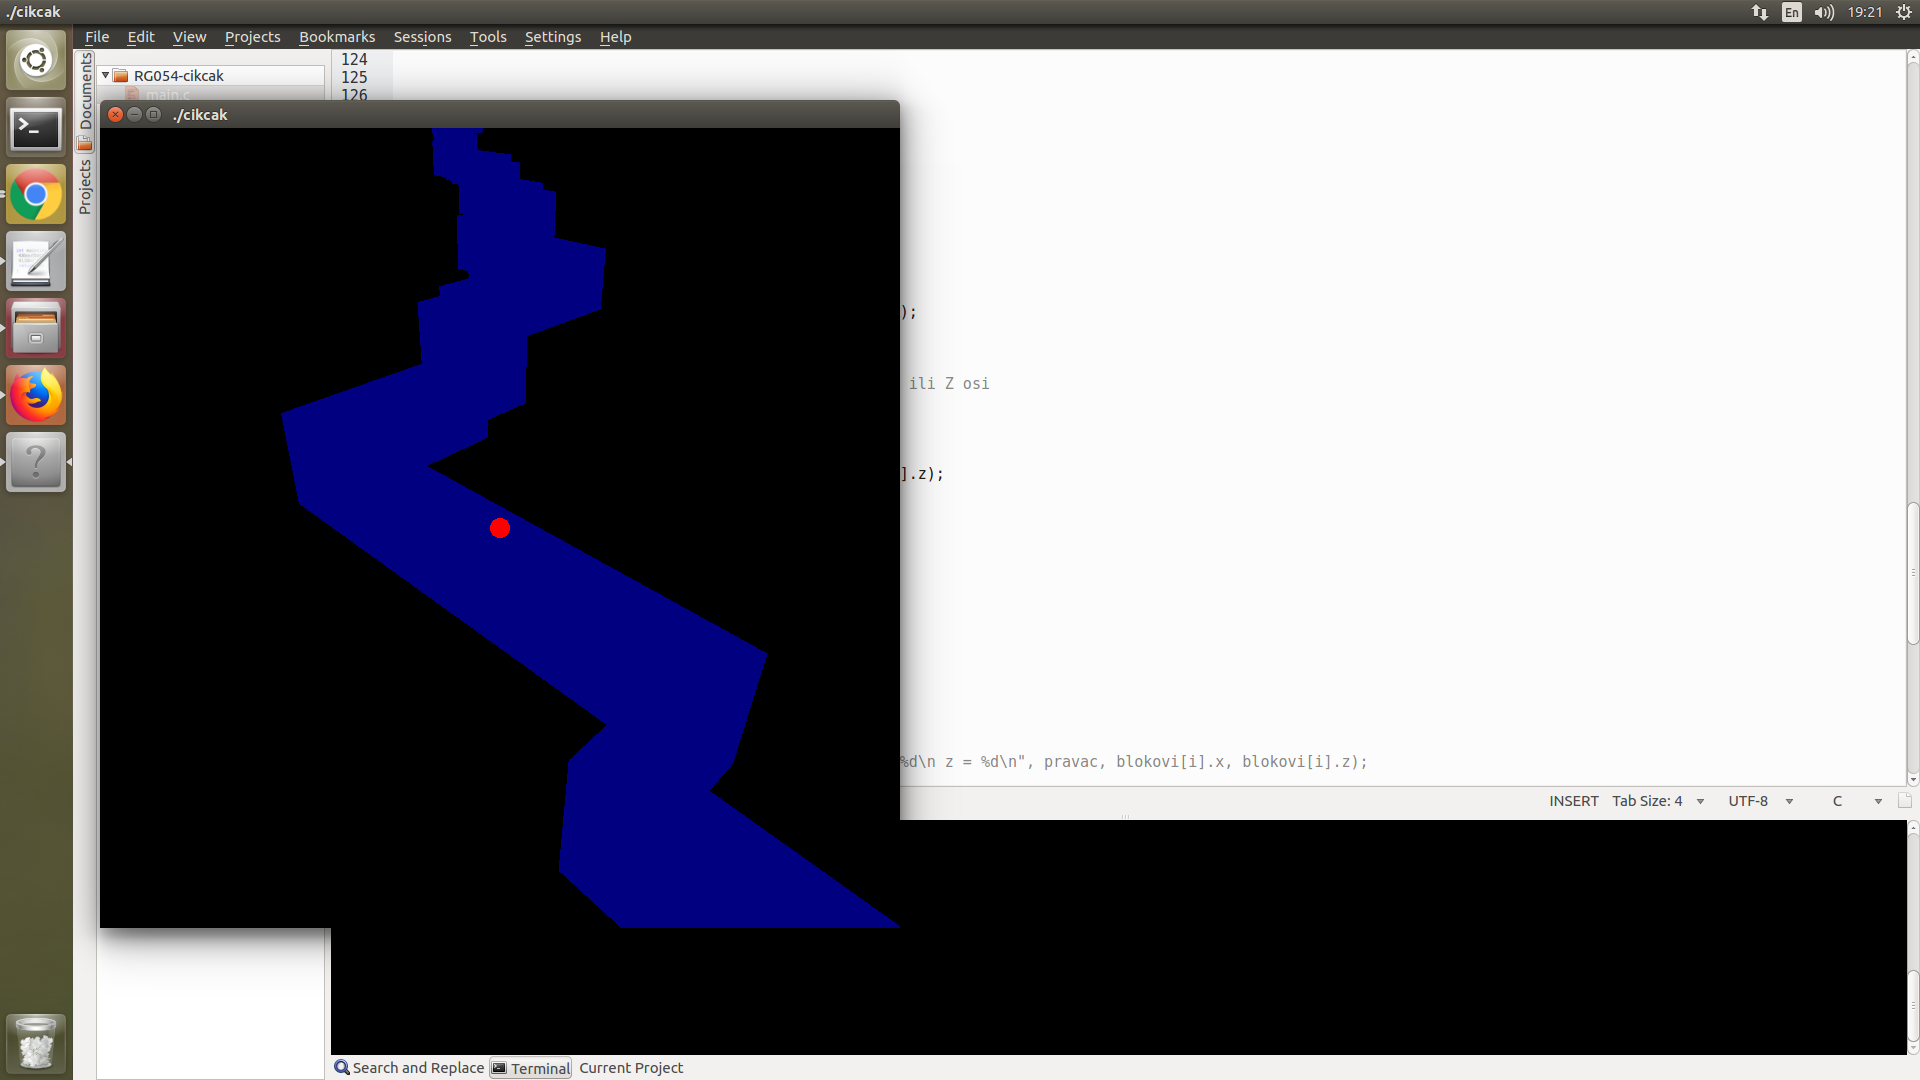 ./cikcak
En
19:21
File Edit View Projects Bookmarks Sessions Tools Settings Help
Documents
Projects
RG054-cikcak
main.c
124
125
126
./cikcak
);
ili Z osi
].z);
%d\n z = %d\n", pravac, blokovi[i].x, blokovi[i].z);
INSERT Tab Size: 4 UTF-8 C
Search and Replace Terminal Current Project